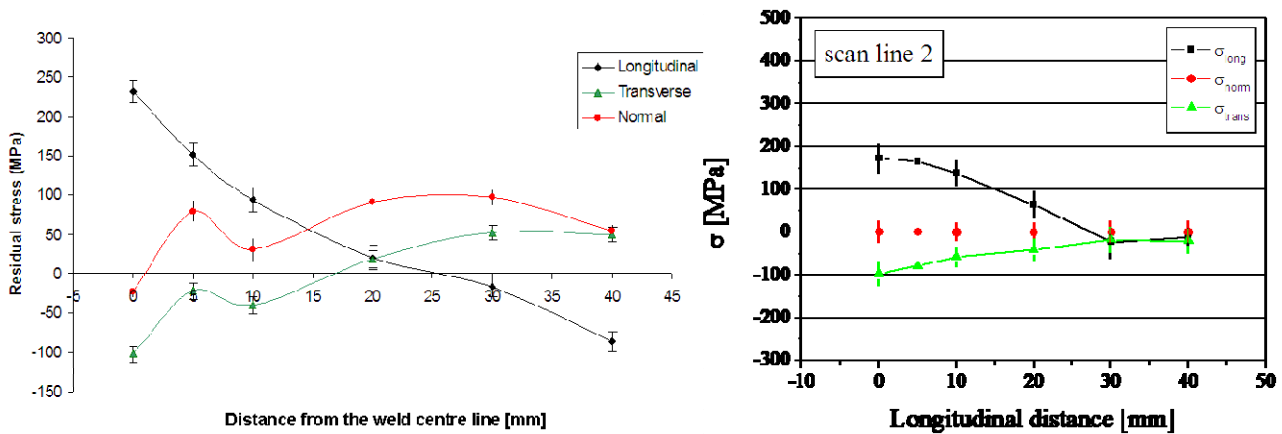 300
250
200
150
100
50
0
-50
-100
-150
-5 0 5 10 15 20 25 30 35 40 45
Residual stress (MPa)
Distance from the weld centre line [mm]
Longitudinal
Transverse
Normal
500
400
300
200
100
0
-100
-200
-300
-10 0 10 20 30 40 50
σ [MPa]
Longitudinal distance [mm]
scan line 2
σlong
σnorm
σtrans